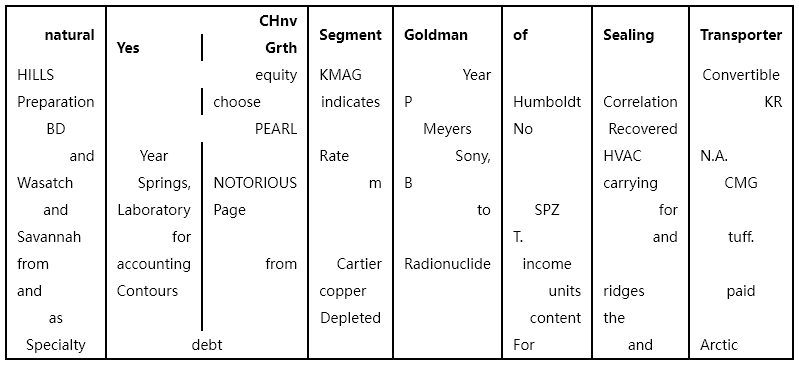 natural Yes CHnv Grth Segment Goldman of Sealing Transporter
HILLS equity KMAG Year Convertible
Preparation choose indicates P Humboldt Correlation KR
BD PEARL Meyers No Recovered
and Year Rate Sony, HVAC N.A.
Wasatch Springs, NOTORIOUS m B carrying CMG
and Laboratory Page to SPZ for
Savannah for T. and tuff.
from accounting from Cartier Radionuclide income
and Contours copper units ridges paid
as Depleted content the
Specialty debt For and Arctic